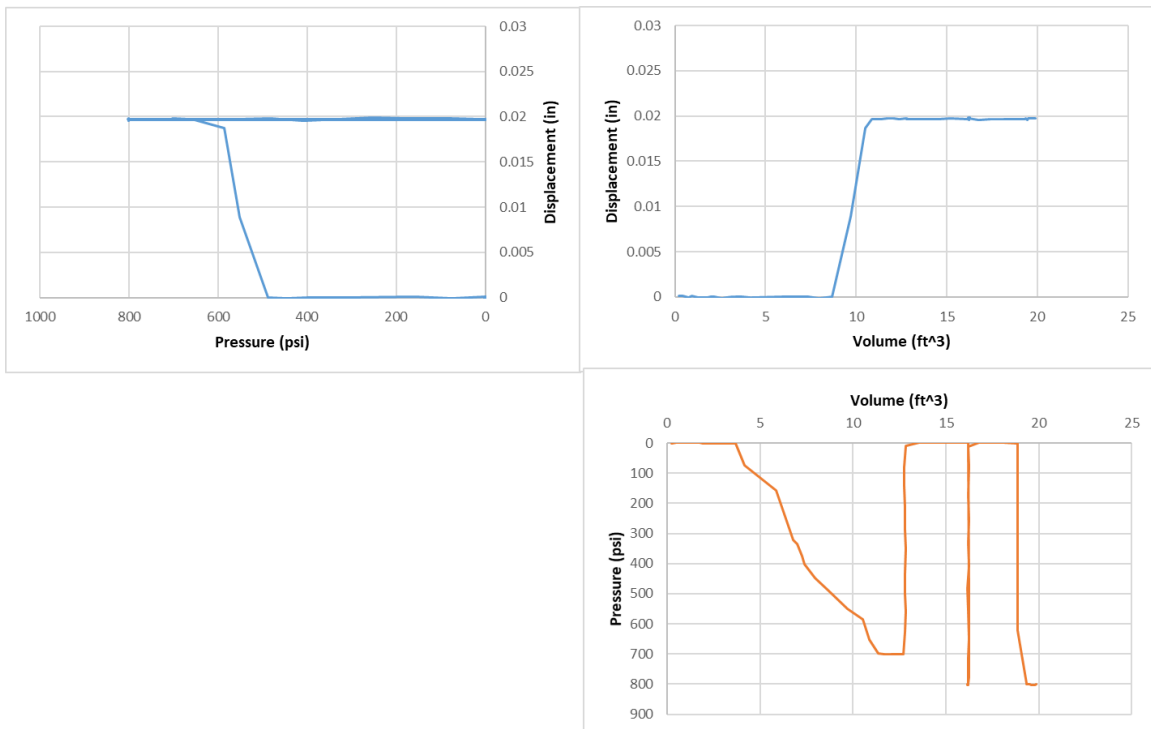 0.03
0.025
0.02
0.015
0.01
0.005
0
Displacement (in)
1000 800 600 400 200 0
Pressure (psi)
0.03
0.025
0.02
0.015
0.01
0.005
0
Displacement (in)
0 5 10 15 20 25
Volume (ft^3)
Volume (ft^3)
0 5 10 15 20 25
0
100
200
300
400
500
600
700
800
900
Pressure (psi)